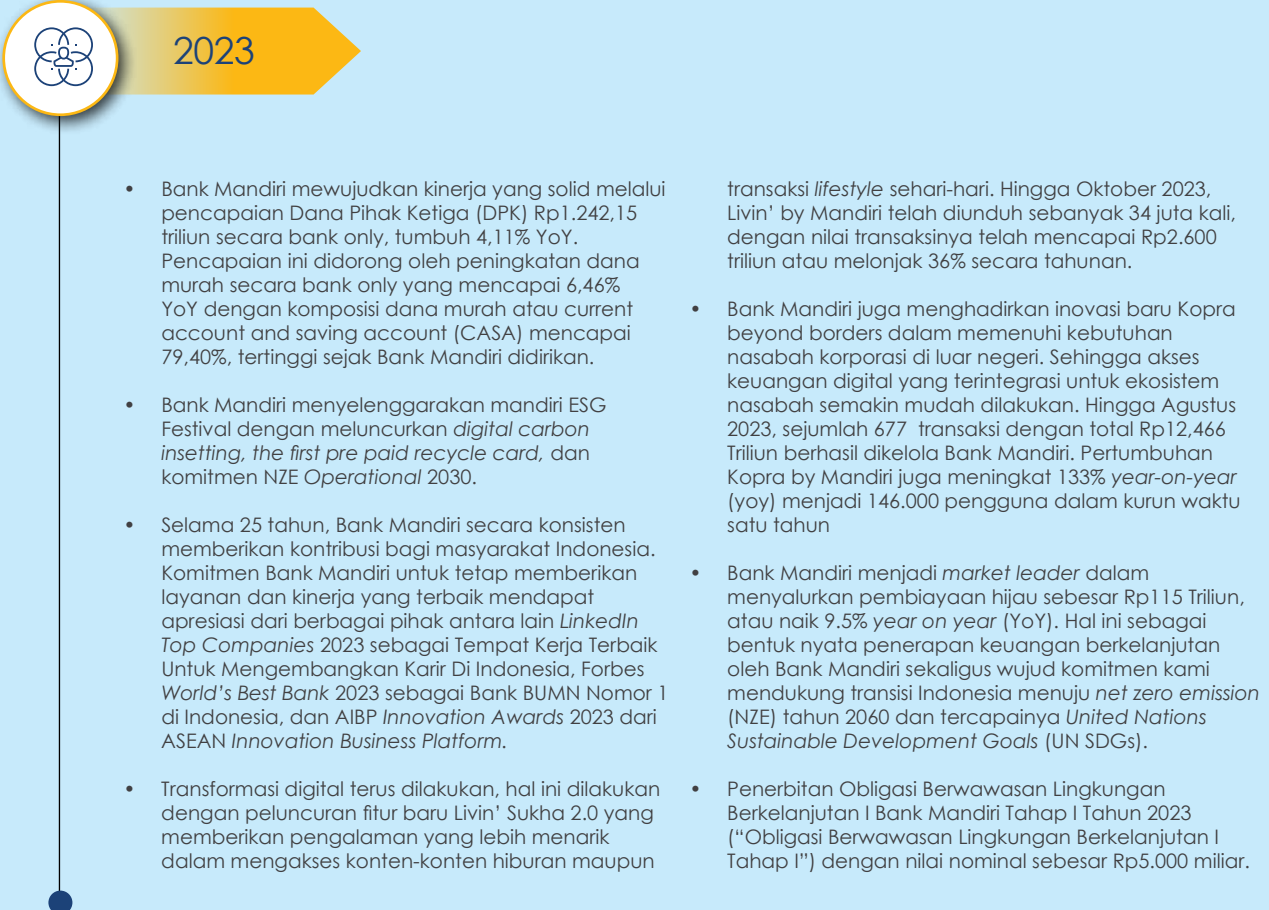 2023
• Bank Mandiri mewujudkan kinerja yang solid melalui
pencapaian Dana Pihak Ketiga (DPK) Rp1.242,15
triliun secara bank only, tumbuh 4,11% YoY.
Pencapaian ini didorong oleh peningkatan dana
murah secara bank only yang mencapai 6,46%
YoY dengan komposisi dana murah atau current
account and saving account (CASA) mencapai
79,40%, tertinggi sejak Bank Mandiri didirikan.
• Bank Mandiri menyelenggarakan mandiri ESG
Festival dengan meluncurkan digital carbon
insetting, the first pre paid recycle card, dan
komitmen NZE Operational 2030.
• Selama 25 tahun, Bank Mandiri secara konsisten
memberikan kontribusi bagi masyarakat Indonesia.
Komitmen Bank Mandiri untuk tetap memberikan
layanan dan kinerja yang terbaik mendapat
apresiasi dari berbagai pihak antara lain LinkedIn
Top Companies 2023 sebagai Tempat Kerja Terbaik
Untuk Mengembangkan Karir Di Indonesia, Forbes
World's Best Bank 2023 sebagai Bank BUMN Nomor 1
di Indonesia, dan AIBP Innovation Awards 2023 dari
ASEAN Innovation Business Platform.
• Transformasi digital terus dilakukan, hal ini dilakukan
dengan peluncuran fitur baru Livin' Sukha 2.0 yang
memberikan pengalaman yang lebih menarik
dalam mengakses konten-konten hiburan maupun
transaksi lifestyle sehari-hari. Hingga Oktober 2023,
Livin' by Mandiri telah diunduh sebanyak 34 juta kali,
dengan nilai transaksinya telah mencapai Rp2.600
triliun atau melonjak 36% secara tahunan.
• Bank Mandiri juga menghadirkan inovasi baru Kopra
beyond borders dalam memenuhi kebutuhan
nasabah korporasi di luar negeri. Sehingga akses
keuangan digital yang terintegrasi untuk ekosistem
nasabah semakin mudah dilakukan. Hingga Agustus
2023, sejumlah 677 transaksi dengan total Rp12,466
Triliun berhasil dikelola Bank Mandiri. Pertumbuhan
Kopra by Mandiri juga meningkat 133% year-on-year
(yoy) menjadi 146.000 pengguna dalam kurun waktu
satu tahun
• Bank Mandiri menjadi market leader dalam
menyalurkan pembiayaan hijau sebesar Rp115 Triliun,
atau naik 9.5% year on year (YoY). Hal ini sebagai
bentuk nyata penerapan keuangan berkelanjutan
oleh Bank Mandiri sekaligus wujud komitmen kami
mendukung transisi Indonesia menuju net zero emission
(NZE) tahun 2060 dan tercapainya United Nations
Sustainable Development Goals (UN SDGs).
• Penerbitan Obligasi Berwawasan Lingkungan
Berkelanjutan I Bank Mandiri Tahap I Tahun 2023
("Obligasi Berwawasan Lingkungan Berkelanjutan I
Tahap I") dengan nilai nominal sebesar Rp5.000 miliar.